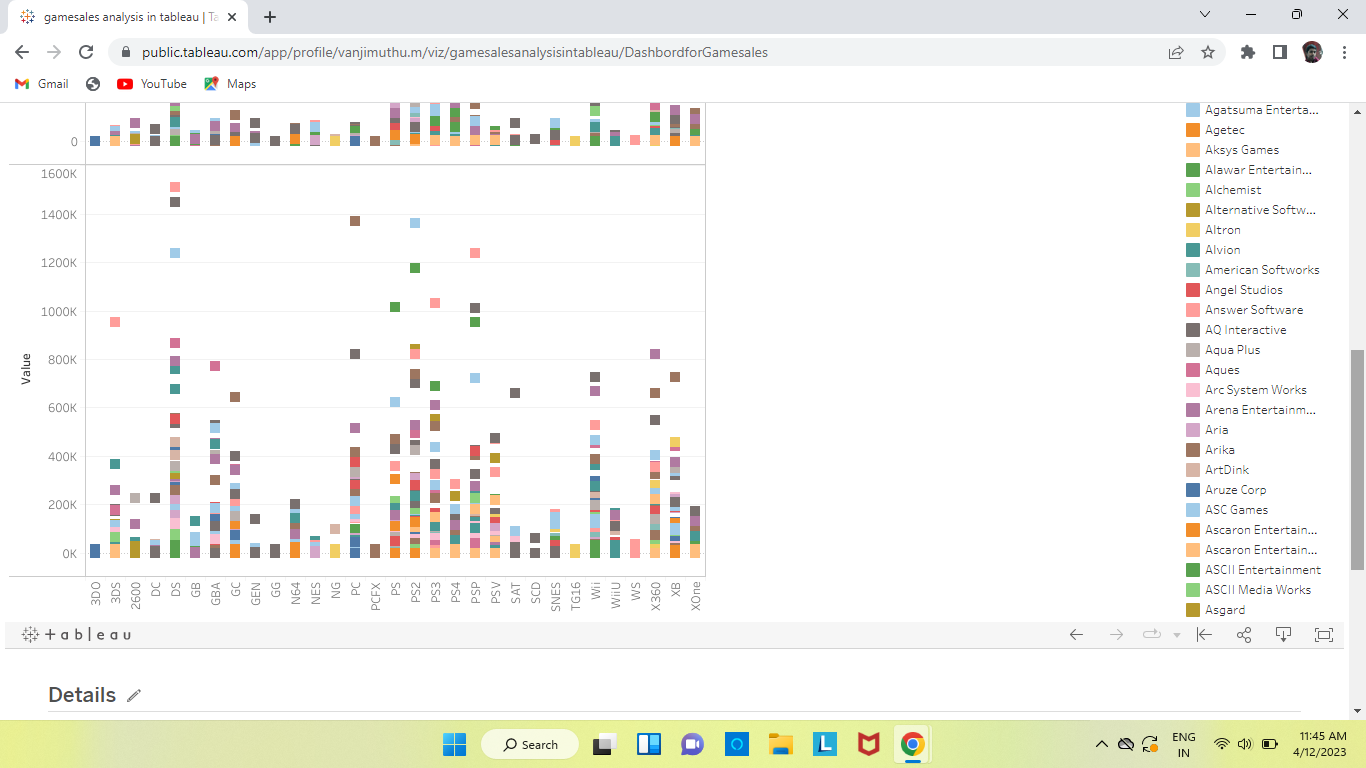 gamesales analysis in tableau | Ta
public.tableau.com/app/profile/vanjimuthu.m/viz/gamesalesanalysisintableau/DashbordforGamesales
Gmail
YouTube
Maps
0
1600K
1400K
1200K
1000K
800K
600K
400K
200K
0K
Value
3DO
3DS
2600
DC
DS
GB
GBA
GC
GEN
GG
N64
NES
NG
PC
PCFX
PS
PS2
PS3
PS4
PSP
PSV
SAT
SCD
SNES
TG16
Wii
WiiU
WS
X360
XB
XOne
Agatsuma Enterta...
Agetec
Aksys Games
Alawar Entertain...
Alchemist
Alternative Softw...
Altron
Alvion
American Softworks
Angel Studios
Answer Software
AQ Interactive
Aqua Plus
Aques
Arc System Works
Arena Entertainm...
Aria
Arika
ArtDink
Aruze Corp
ASC Games
Ascaron Entertain...
Ascaron Entertain...
ASCII Entertainment
ASCII Media Works
Asgard
+ a b | e a u
Details
Search
L
ENG
IN
11:45 AM
4/12/2023